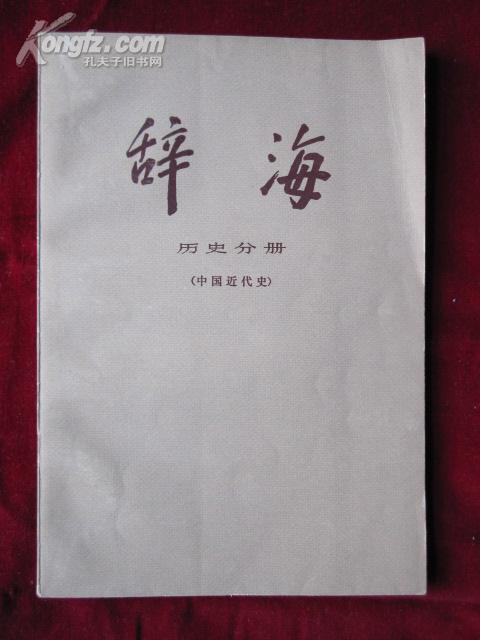 Kongfz.com
孔夫子旧书网
辞海
历史分册
(中国近代史)